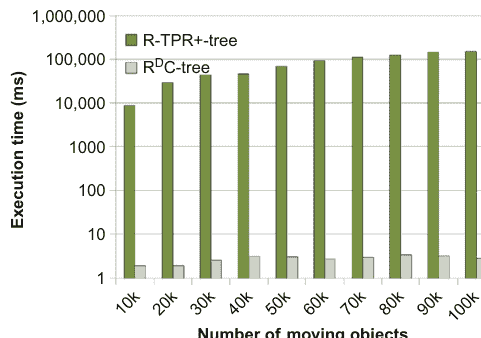 1,000,000
100,000
10,000
1000
100
10
1
Execution time (ms)
R-TPR+-tree
RᴰC-tree
10k 20k 30k 40k 50k 60k 70k 80k 90k 100k
Number of moving objects